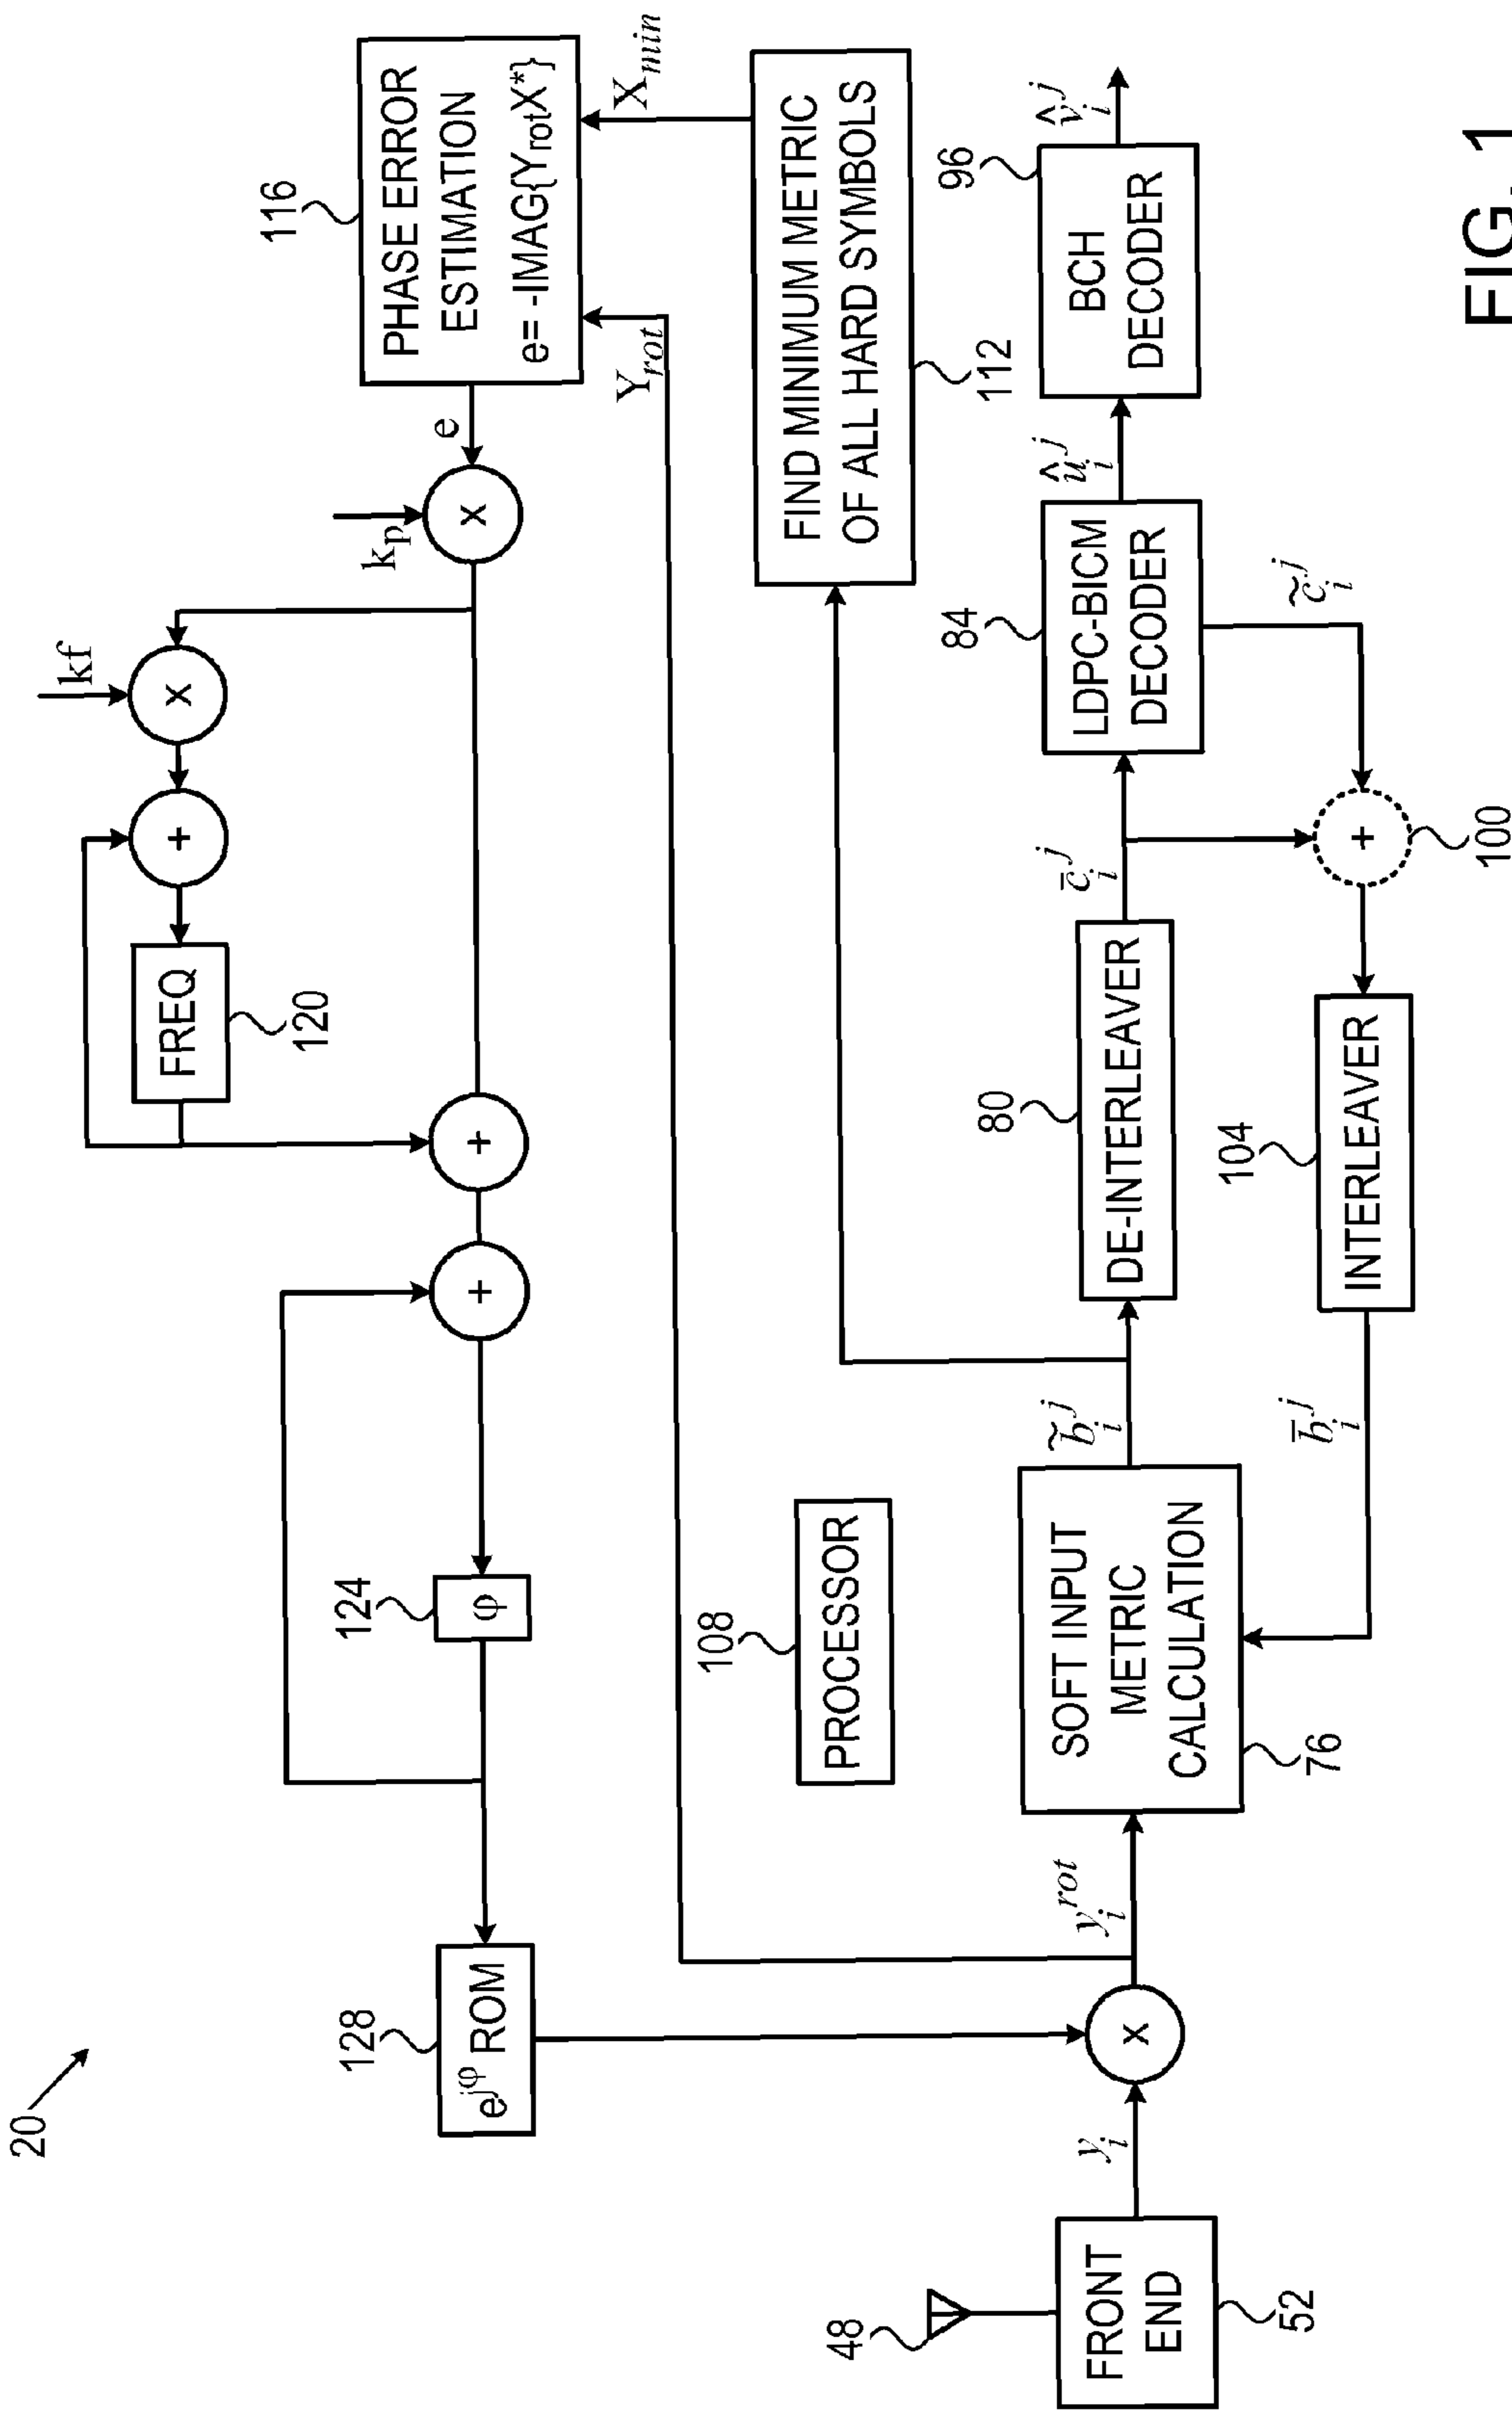 20
kf
FREQ
120
k_p
e
116
PHASE ERROR
ESTIMATION
e= -IMAG{Y_rot X*}
X_min
Y_rot
128
e^jφ ROM
124
φ
108
PROCESSOR
FIND MINIMUM METRIC
OF ALL HARD SYMBOLS
112
48
FRONT
END
52
y_i
x
y_i^rot
SOFT INPUT
METRIC
CALCULATION
76
b̃_i^j
80
DE-INTERLEAVER
c̄_i^j
84
LDPC-BICM
DECODER
û_i^j
96
BCH
DECODER
v̂_i^j
c̃_i^j
+
100
104
INTERLEAVER
b̄_i^j
x
+
x
+
+
FIG. 1